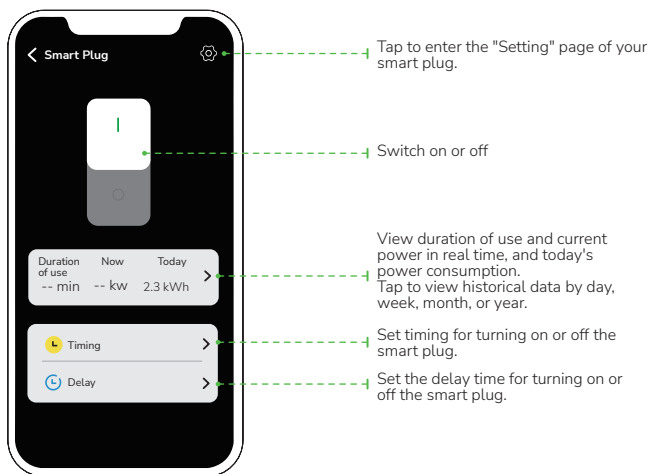 Smart Plug
Tap to enter the "Setting" page of your
smart plug.
Switch on or off
Duration
of use
Now
Today
-- min
-- kw
2.3 kWh
View duration of use and current
power in real time, and today's
power consumption.
Tap to view historical data by day,
week, month, or year.
Timing
Set timing for turning on or off the
smart plug.
Delay
Set the delay time for turning on or
off the smart plug.